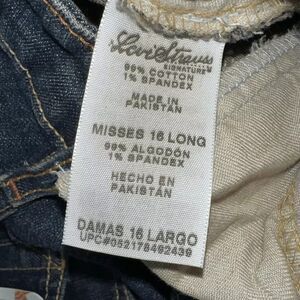 Levi Strauss
SIGNATURE
99% COTTON
1% SPANDEX
MADE IN
PAKISTAN
MISSES 16 LONG
99% ALGODÓN
1% SPANDEX
HECHO EN
PAKISTÁN
DAMAS 16 LARGO
UPC#052178492439